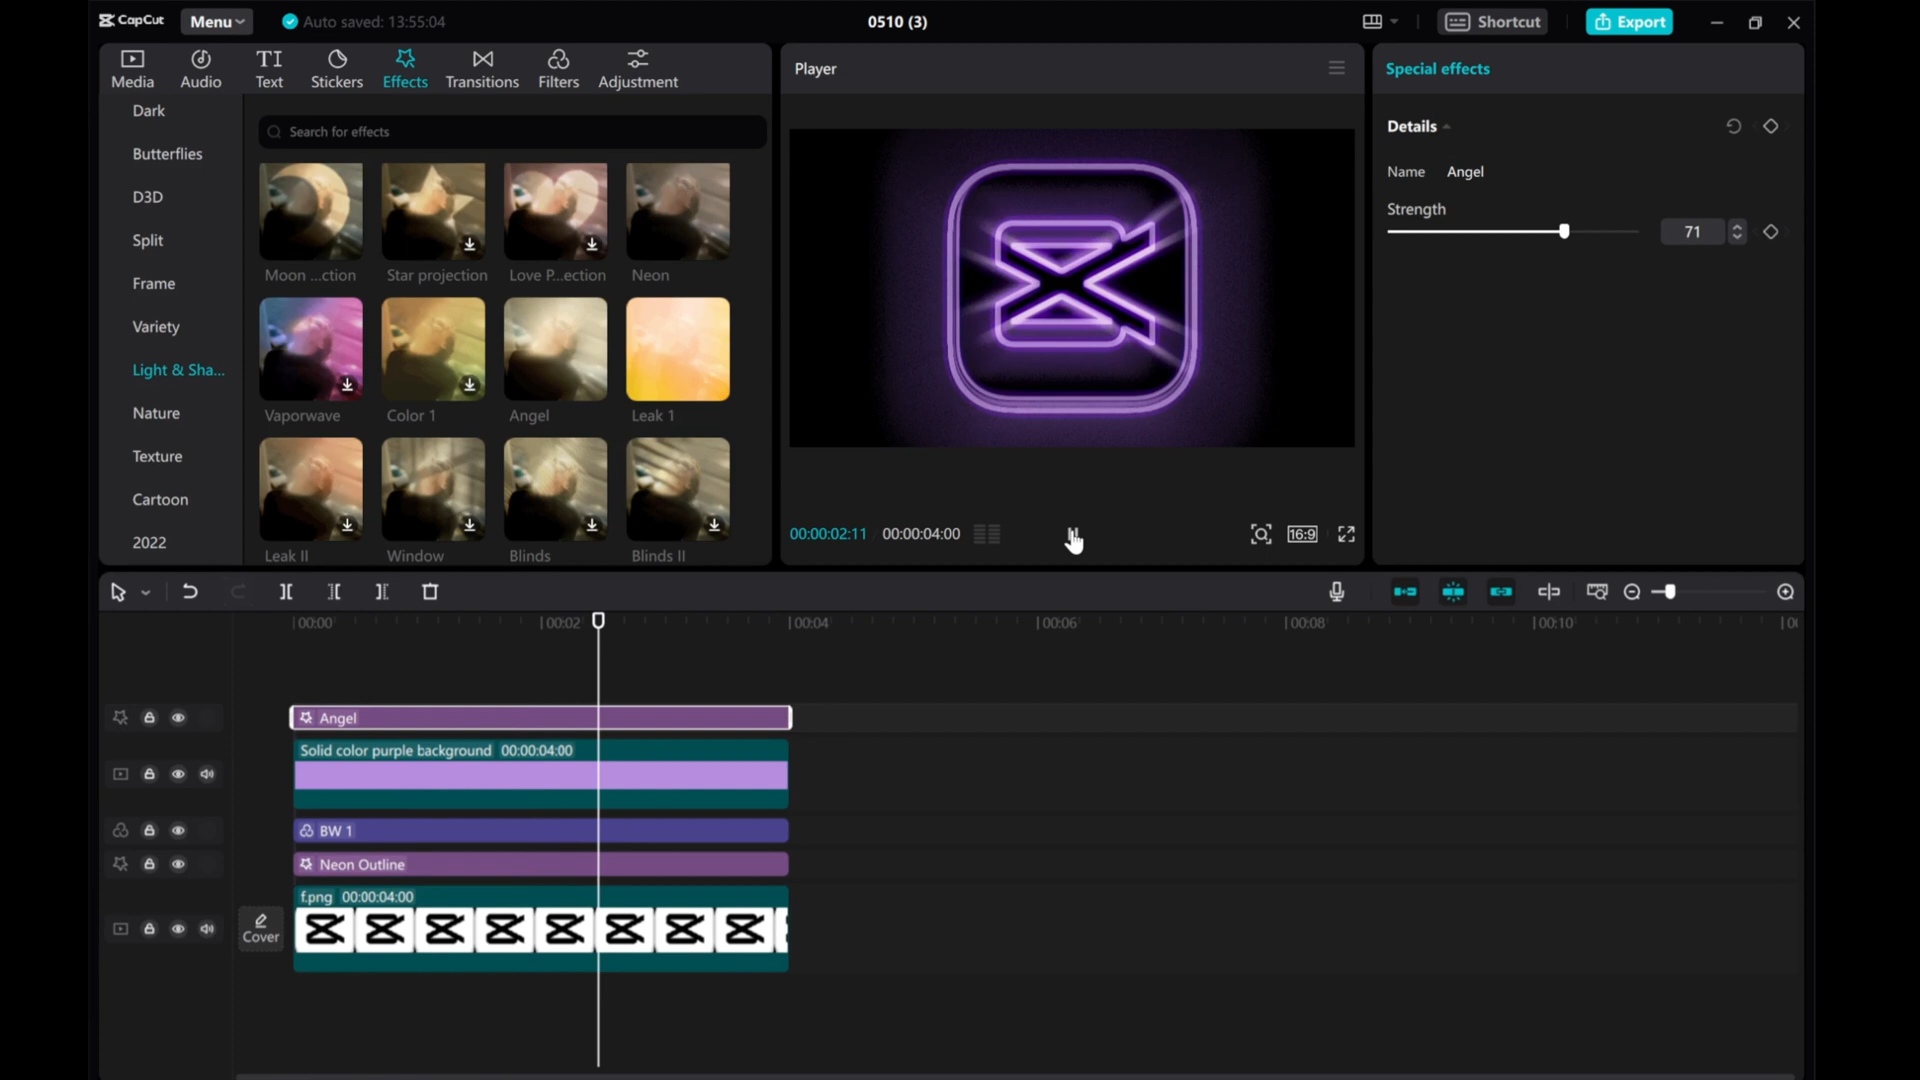 CapCut
Menu
Auto saved: 13:55:04
0510 (3)
Shortcut
Export
Media
Audio
Text
Stickers
Effects
Transitions
Filters
Adjustment
Dark
Butterflies
D3D
Split
Frame
Variety
Light & Sha...
Nature
Texture
Cartoon
2022
Search for effects
Moon ...ction
Star projection
Love P...ection
Neon
Vaporwave
Color 1
Angel
Leak 1
Leak II
Window
Blinds
Blinds II
Player
00:00:02:11
00:00:04:00
16:9
Special effects
Details
Name Angel
Strength
71
00:00
00:02
00:04
00:06
00:08
00:10
Angel
Solid color purple background 00:00:04:00
BW 1
Neon Outline
f.png 00:00:04:00
Cover